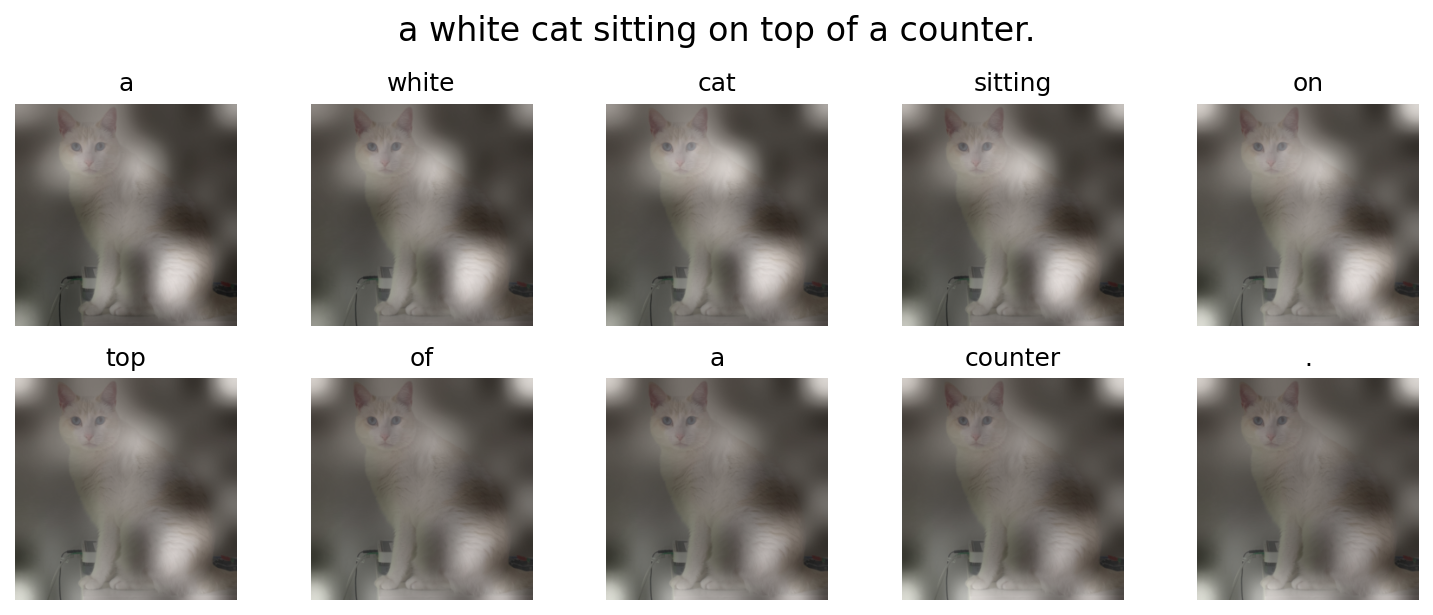 a white cat sitting on top of a counter.
a white cat sitting on
top of a counter .